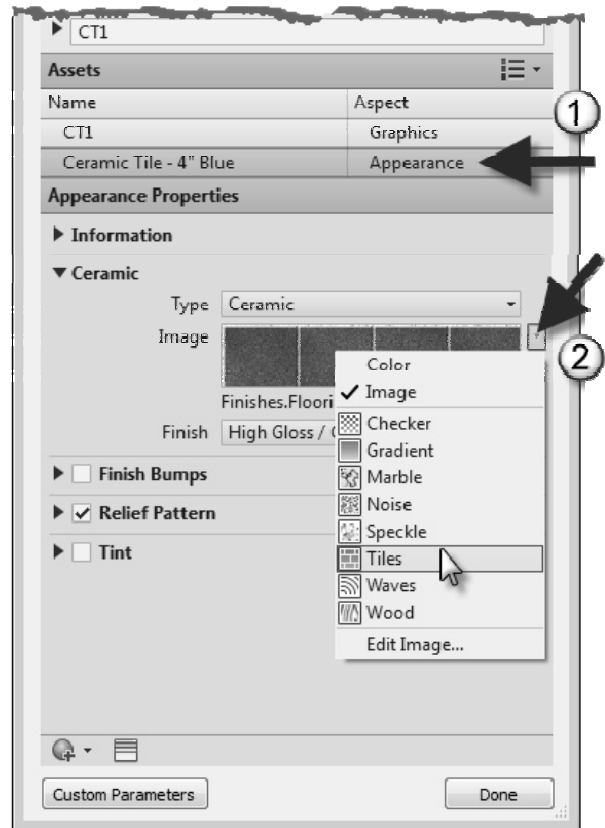 CT1
Assets
Name Aspect
CT1 Graphics
Ceramic Tile - 4" Blue Appearance
1
Appearance Properties
Information
Ceramic
Type Ceramic
Image
2
Color
Image
Finishes.Floori
Finish High Gloss /
Checker
Gradient
Marble
Noise
Speckle
Tiles
Waves
Wood
Edit Image...
Finish Bumps
Relief Pattern
Tint
Custom Parameters Done